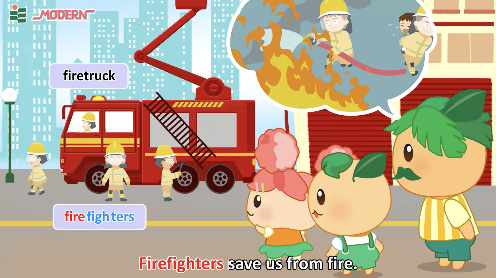 MODERN
firetruck
firefighters
Firefighters save us from fire.